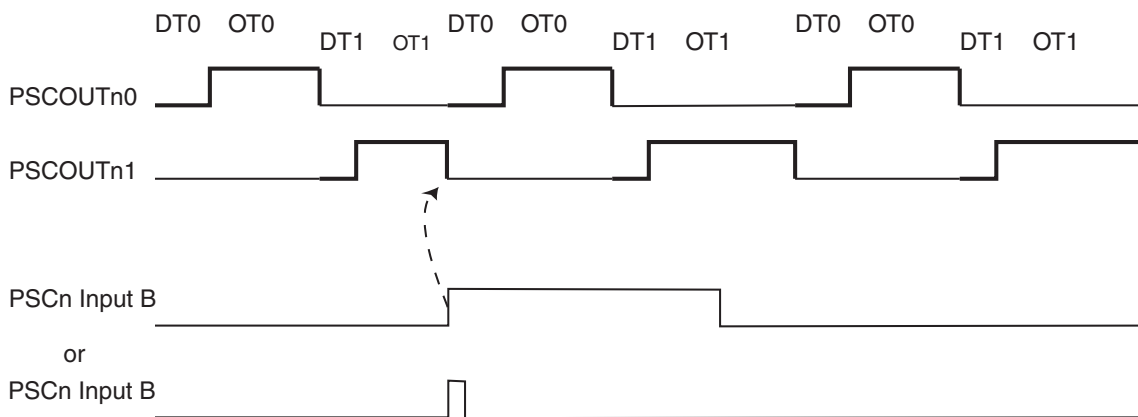 DT0 OT0 DT1 OT1 DT0 OT0 DT1 OT1 DT0 OT0 DT1 OT1
PSCOUTn0
PSCOUTn1
PSCn Input B
or
PSCn Input B